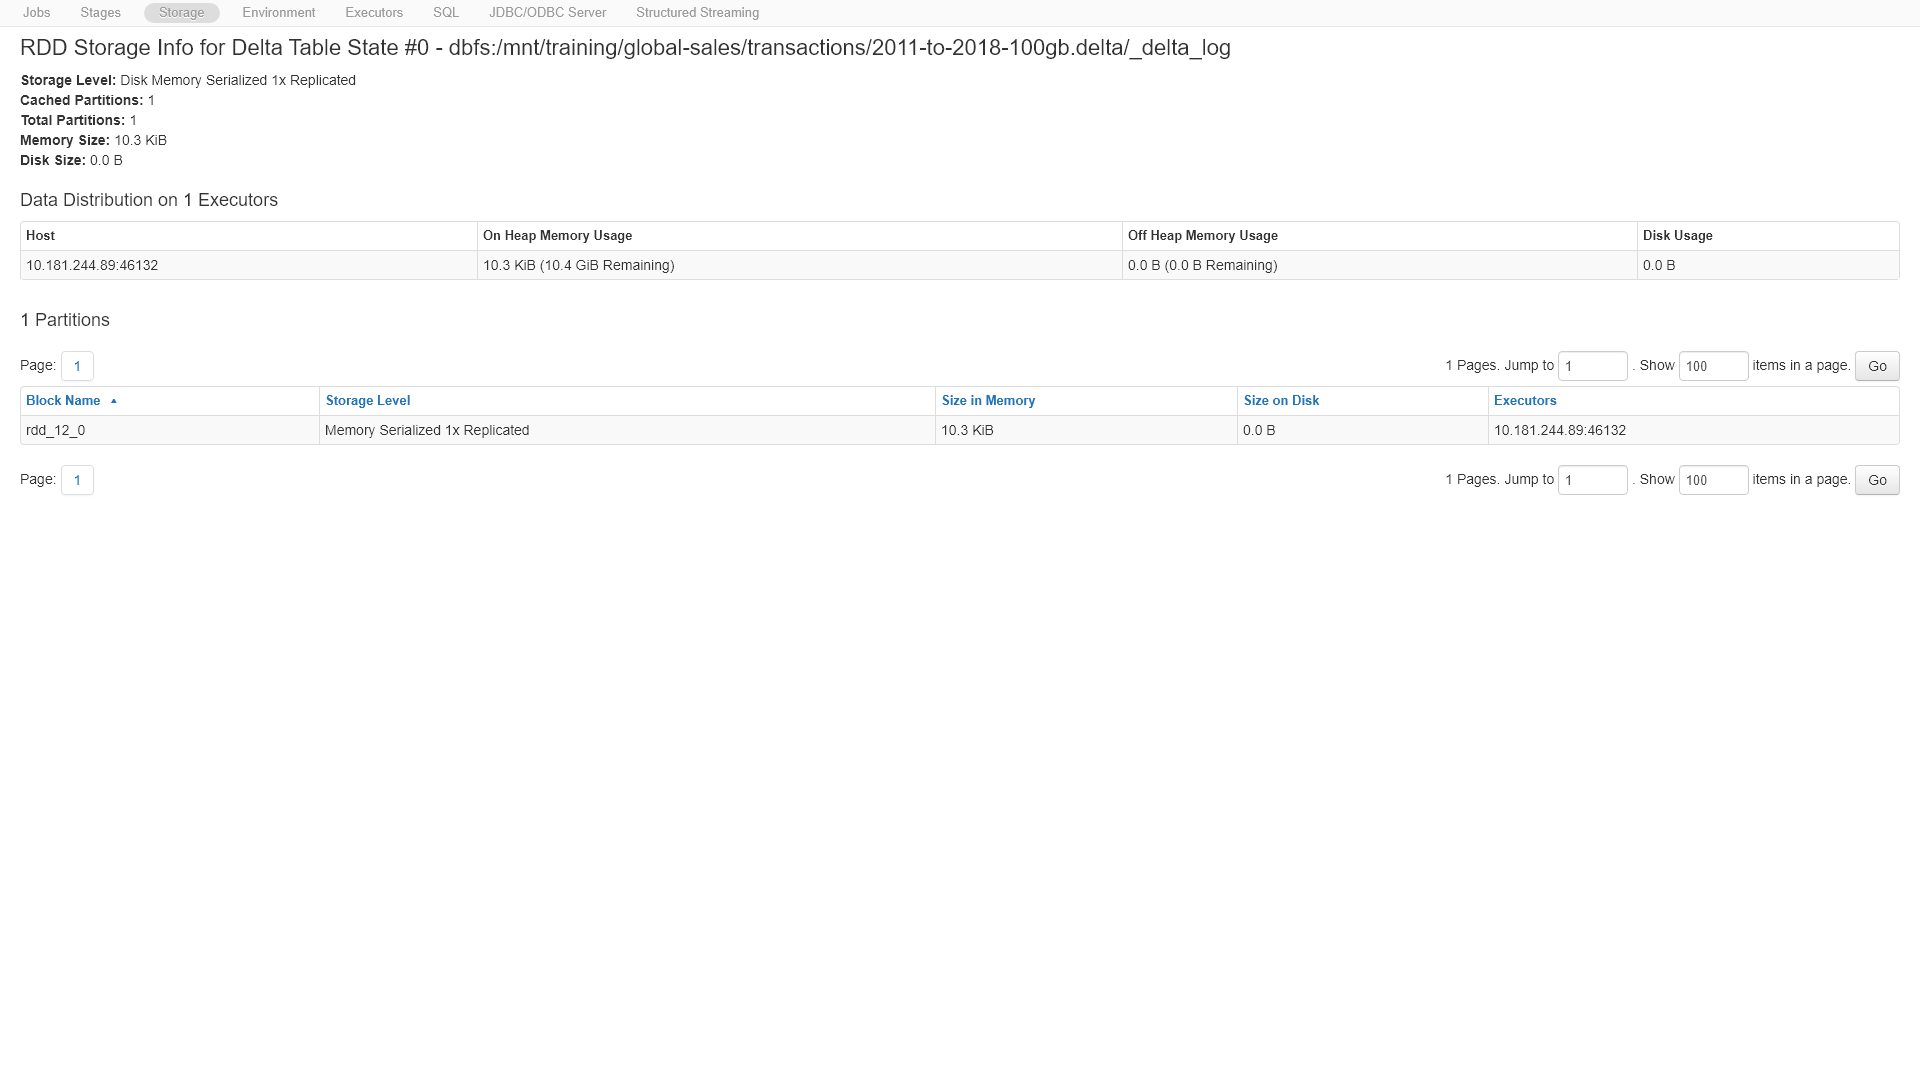 Jobs Stages Storage Environment Executors SQL JDBC/ODBC Server Structured Streaming
RDD Storage Info for Delta Table State #0 - dbfs:/mnt/training/global-sales/transactions/2011-to-2018-100gb.delta/_delta_log
Storage Level: Disk Memory Serialized 1x Replicated
Cached Partitions: 1
Total Partitions: 1
Memory Size: 10.3 KiB
Disk Size: 0.0 B
Data Distribution on 1 Executors
Host On Heap Memory Usage Off Heap Memory Usage Disk Usage
10.181.244.89:46132 10.3 KiB (10.4 GiB Remaining) 0.0 B (0.0 B Remaining) 0.0 B
1 Partitions
Page: 1 1 Pages. Jump to 1 . Show 100 items in a page. Go
Block Name ▲ Storage Level Size in Memory Size on Disk Executors
rdd_12_0 Memory Serialized 1x Replicated 10.3 KiB 0.0 B 10.181.244.89:46132
Page: 1 1 Pages. Jump to 1 . Show 100 items in a page. Go